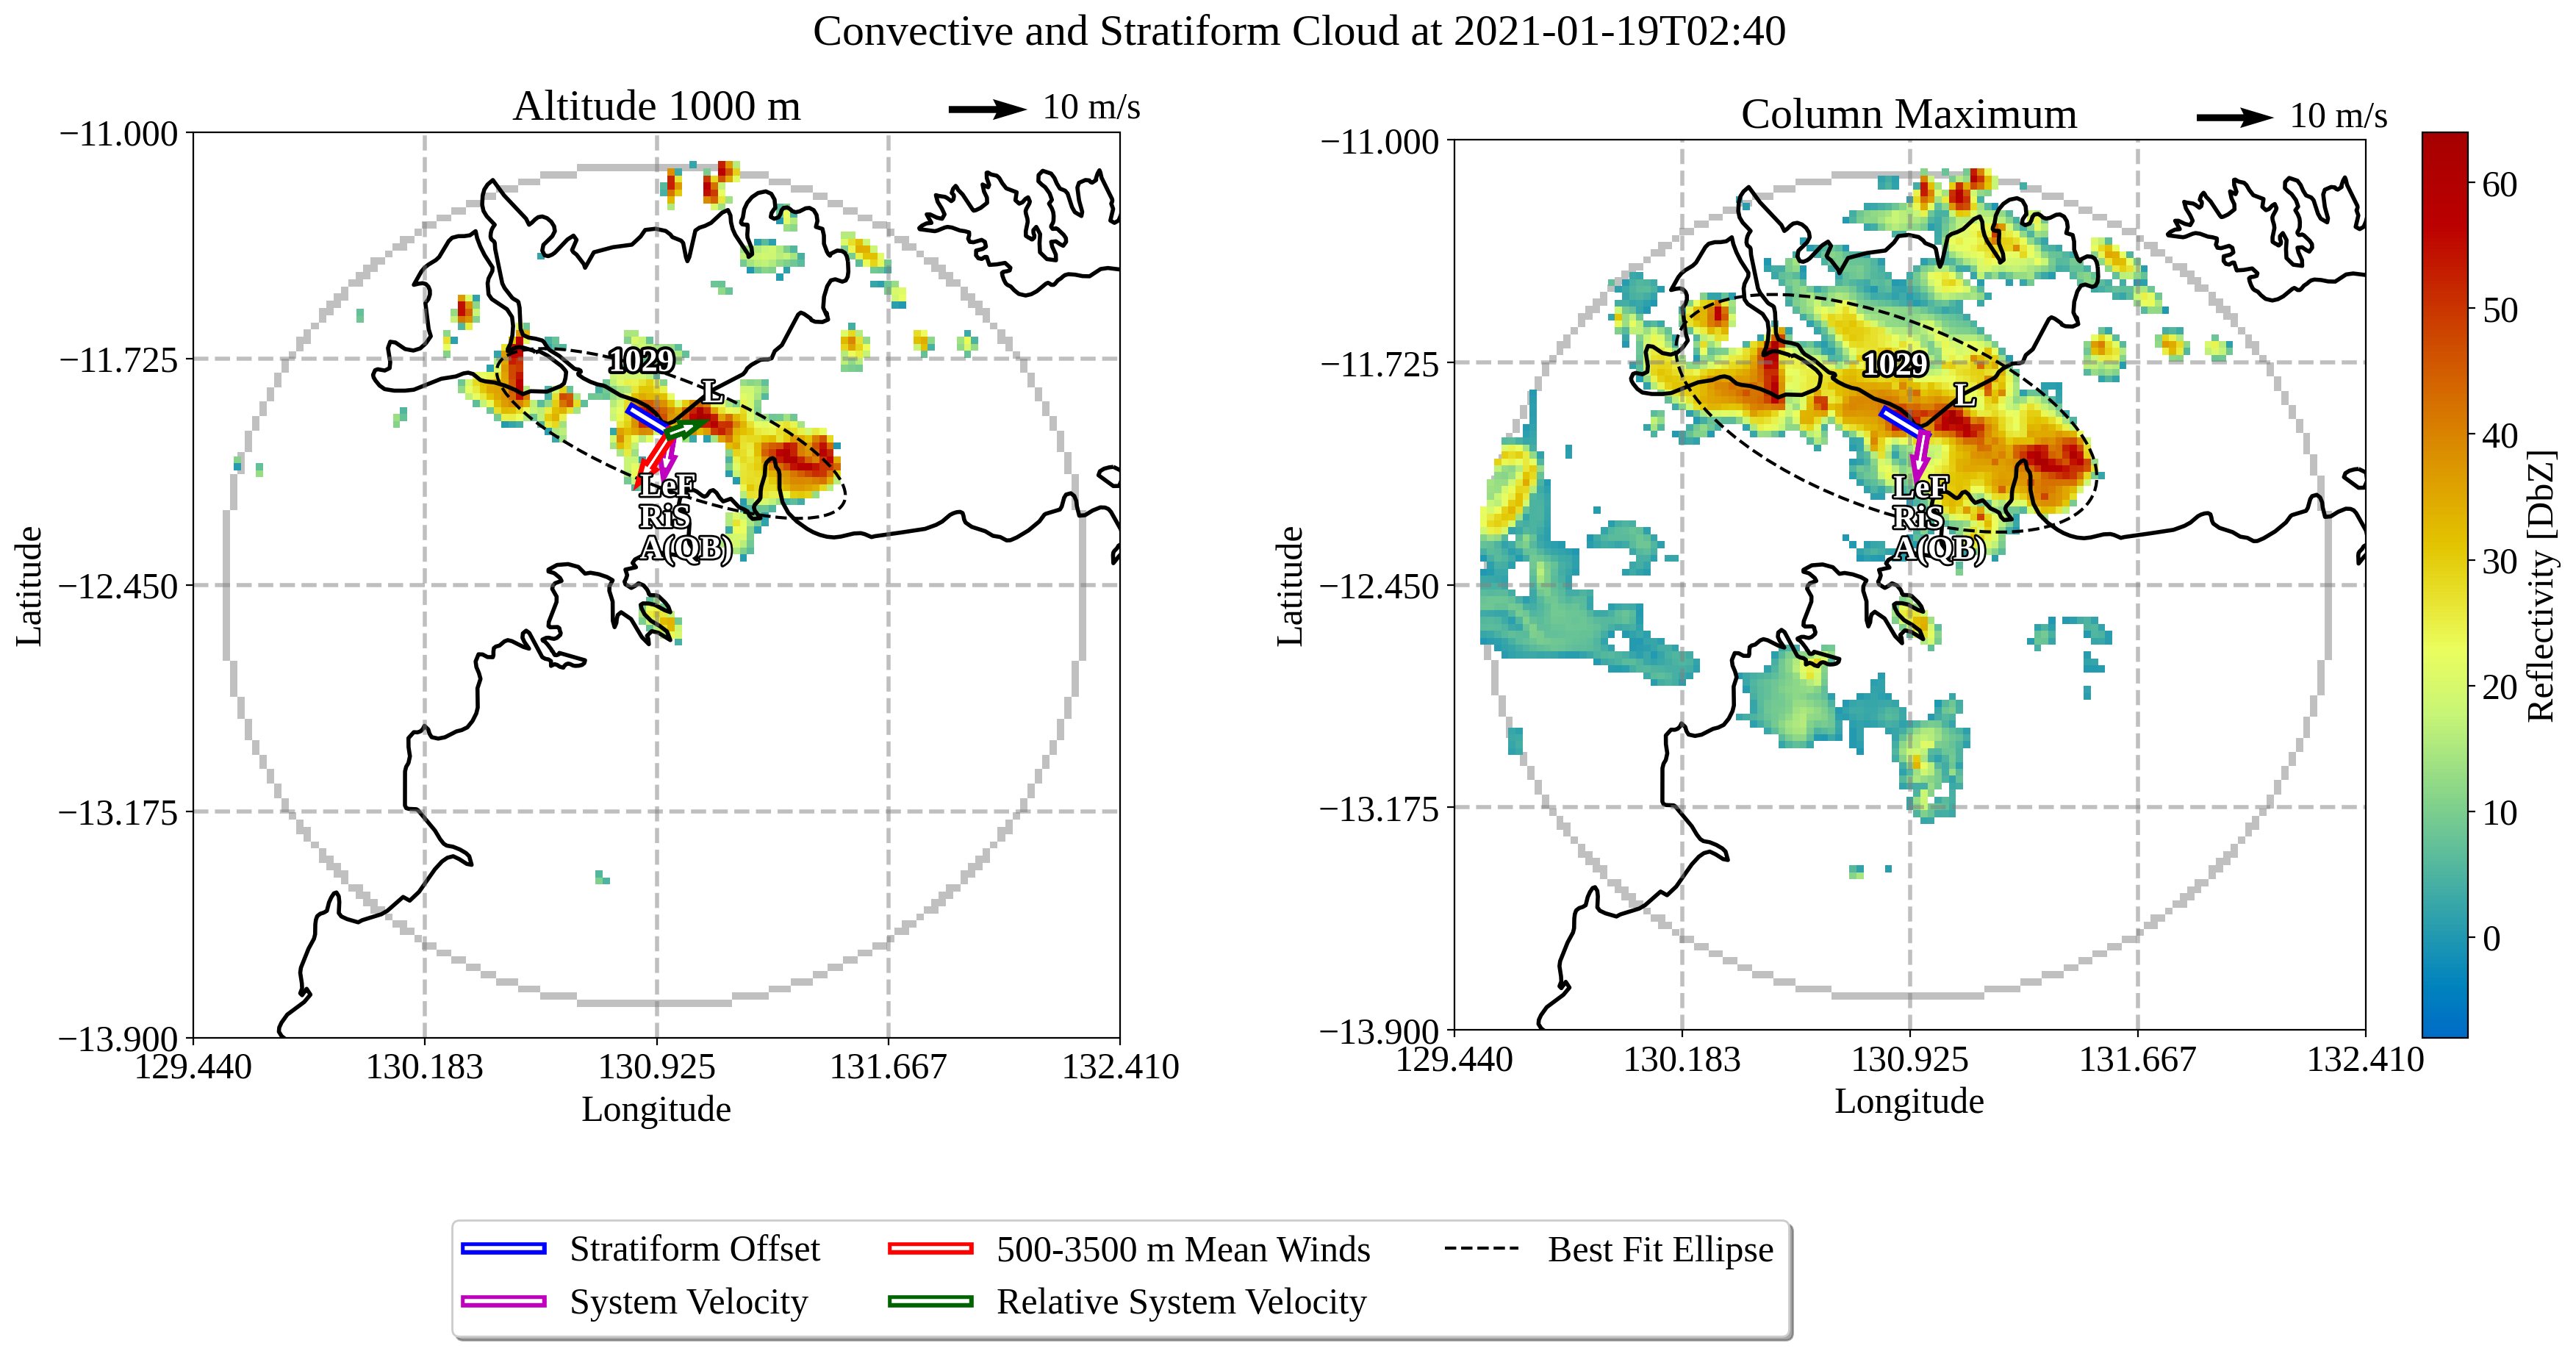 Convective and Stratiform Cloud at 2021-01-19T02:40
Altitude 1000 m
10 m/s
−11.000
−11.725
−12.450
−13.175
−13.900
Latitude
129.440
130.183
130.925
131.667
132.410
Longitude
1029
L
LeF
RiS
A(QB)
Column Maximum
10 m/s
−11.000
−11.725
−12.450
−13.175
−13.900
Latitude
129.440
130.183
130.925
131.667
132.410
Longitude
1029
L
LeF
RiS
A(QB)
60
50
40
30
20
10
0
Reflectivity [DbZ]
Stratiform Offset
500-3500 m Mean Winds
Best Fit Ellipse
System Velocity
Relative System Velocity